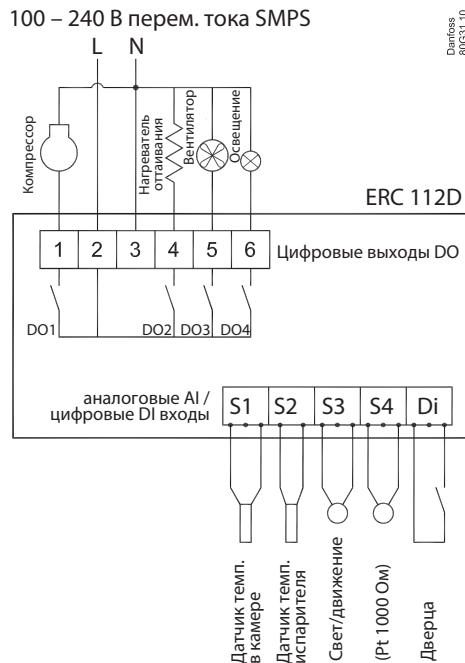 100 – 240 В перем. тока SMPS
Danfoss
80G31.10
L N
Компрессор
Нагреватель
оттаивания
Вентилятор
Освещение
ERC 112D
1 2 3 4 5 6
Цифровые выходы DO
DO1 DO2 DO3 DO4
аналоговые AI /
цифровые DI входы
S1 S2 S3 S4 Di
Датчик темп.
в камере
Датчик темп.
испарителя
Свет/движение
(Pt 1000 Ом)
Дверца